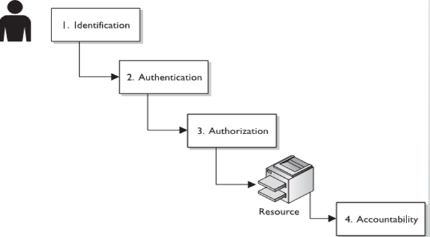 1. Identification
2. Authentication
3. Authorization
Resource
4. Accountability